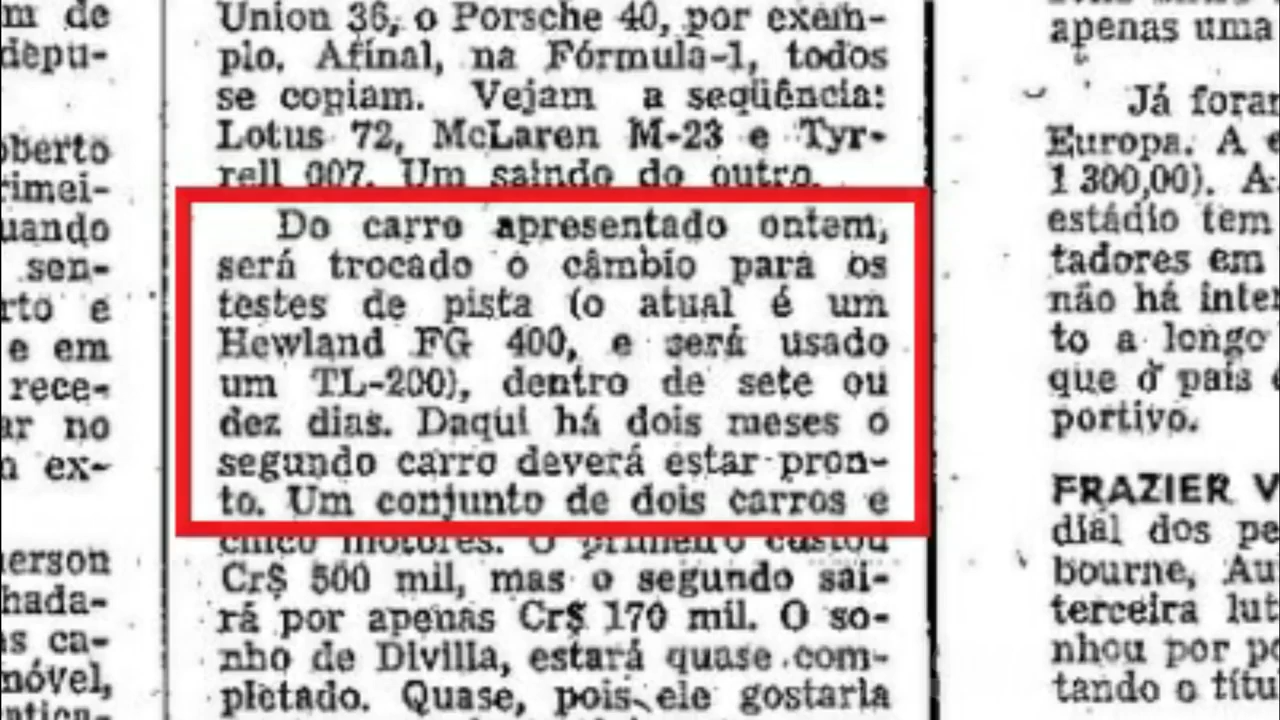 m de
depu-
oberto
rimei-
uando
sen-
rto e
e em
rece-
ar no
ex-
erson
hada-
as ca-
móvel,
Union 36, o Porsche 40, por exem-
plo. Afinal, na Fórmula-1, todos
se copiam. Vejam a seqüência:
Lotus 72, McLaren M-23 e Tyr-
rell 007. Um saindo do outro.
Do carro apresentado ontem,
será trocado o câmbio para os
testes de pista (o atual é um
Hewland FG 400, e será usado
um TL-200), dentro de sete ou
dez dias. Daqui há dois meses o
segundo carro deverá estar pron-
to. Um conjunto de dois carros e
cinco motores. O primeiro custou
Cr$ 500 mil, mas o segundo sai-
rá por apenas Cr$ 170 mil. O so-
nho de Divilla, estará quase com-
pletado. Quase, pois ele gostaria
apenas uma
Já foram
Europa. A e
1 300,00). A
estádio tem
tadores em
não há inter
to a longo
que o país
portivo.
FRAZIER V
dial dos pe
bourne, Au
terceira lut
nhou por po
tando o títu